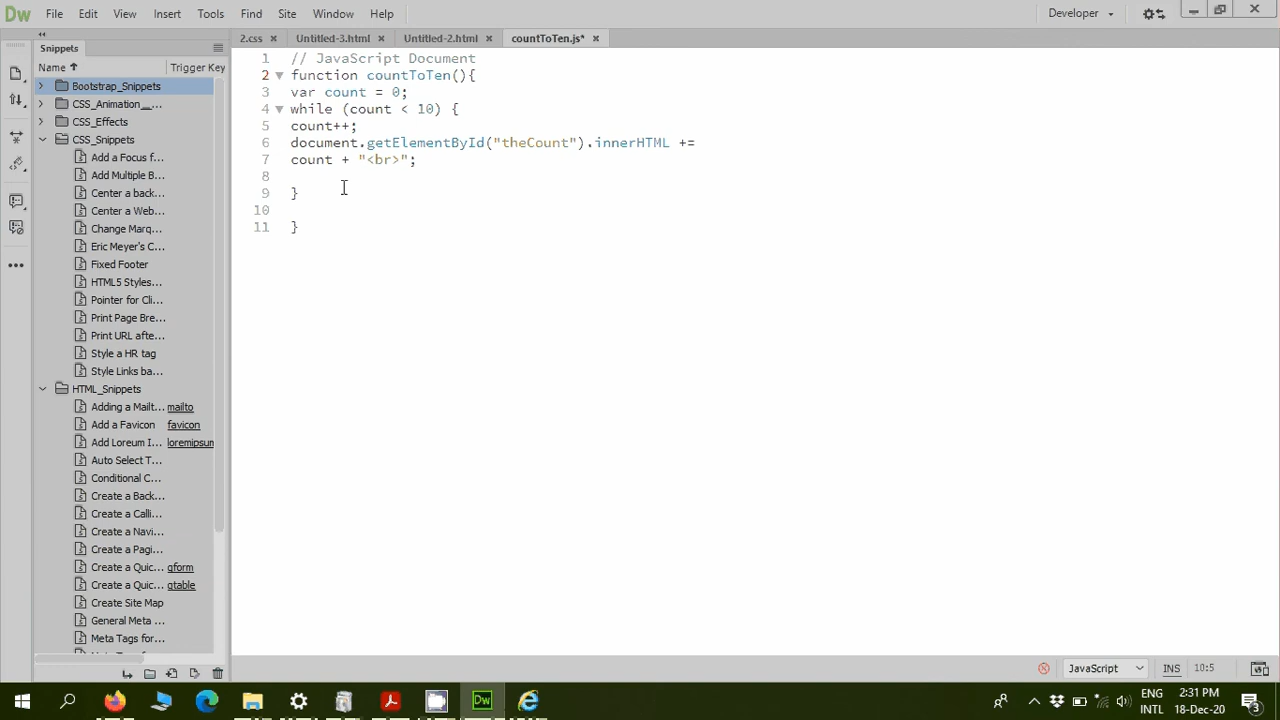 Dw File Edit View Insert Tools Find Site Window Help Developer
Snippets 2.css Untitled-3.html Untitled-2.html countToTen.js*
Name Trigger Key
Bootstrap_Snippets
CSS_Animation__...
CSS_Effects
CSS_Snippets
Add a Focus f...
Add Multiple B...
Center a back...
Center a Web...
Change Marq...
Eric Meyer's C...
Fixed Footer
HTML5 Styles...
Pointer for Cli...
Print Page Bre...
Print URL afte...
Style a HR tag
Style Links ba...
HTML_Snippets
Adding a Mailt... mailto
Add a Favicon favicon
Add Loreum I... loremipsum
Auto Select T...
Conditional C...
Create a Back...
Create a Calli...
Create a Navi...
Create a Pagi...
Create a Quic... qform
Create a Quic... qtable
Create Site Map
General Meta ...
Meta Tags for...
1 // JavaScript Document
2 function countToTen(){
3 var count = 0;
4 while (count < 10) {
5 count++;
6 document.getElementById("theCount").innerHTML +=
7 count + "<br>";
8
9 }
10
11 }
JavaScript INS 10:5
Dw ENG 2:31 PM
INTL 18-Dec-20 3